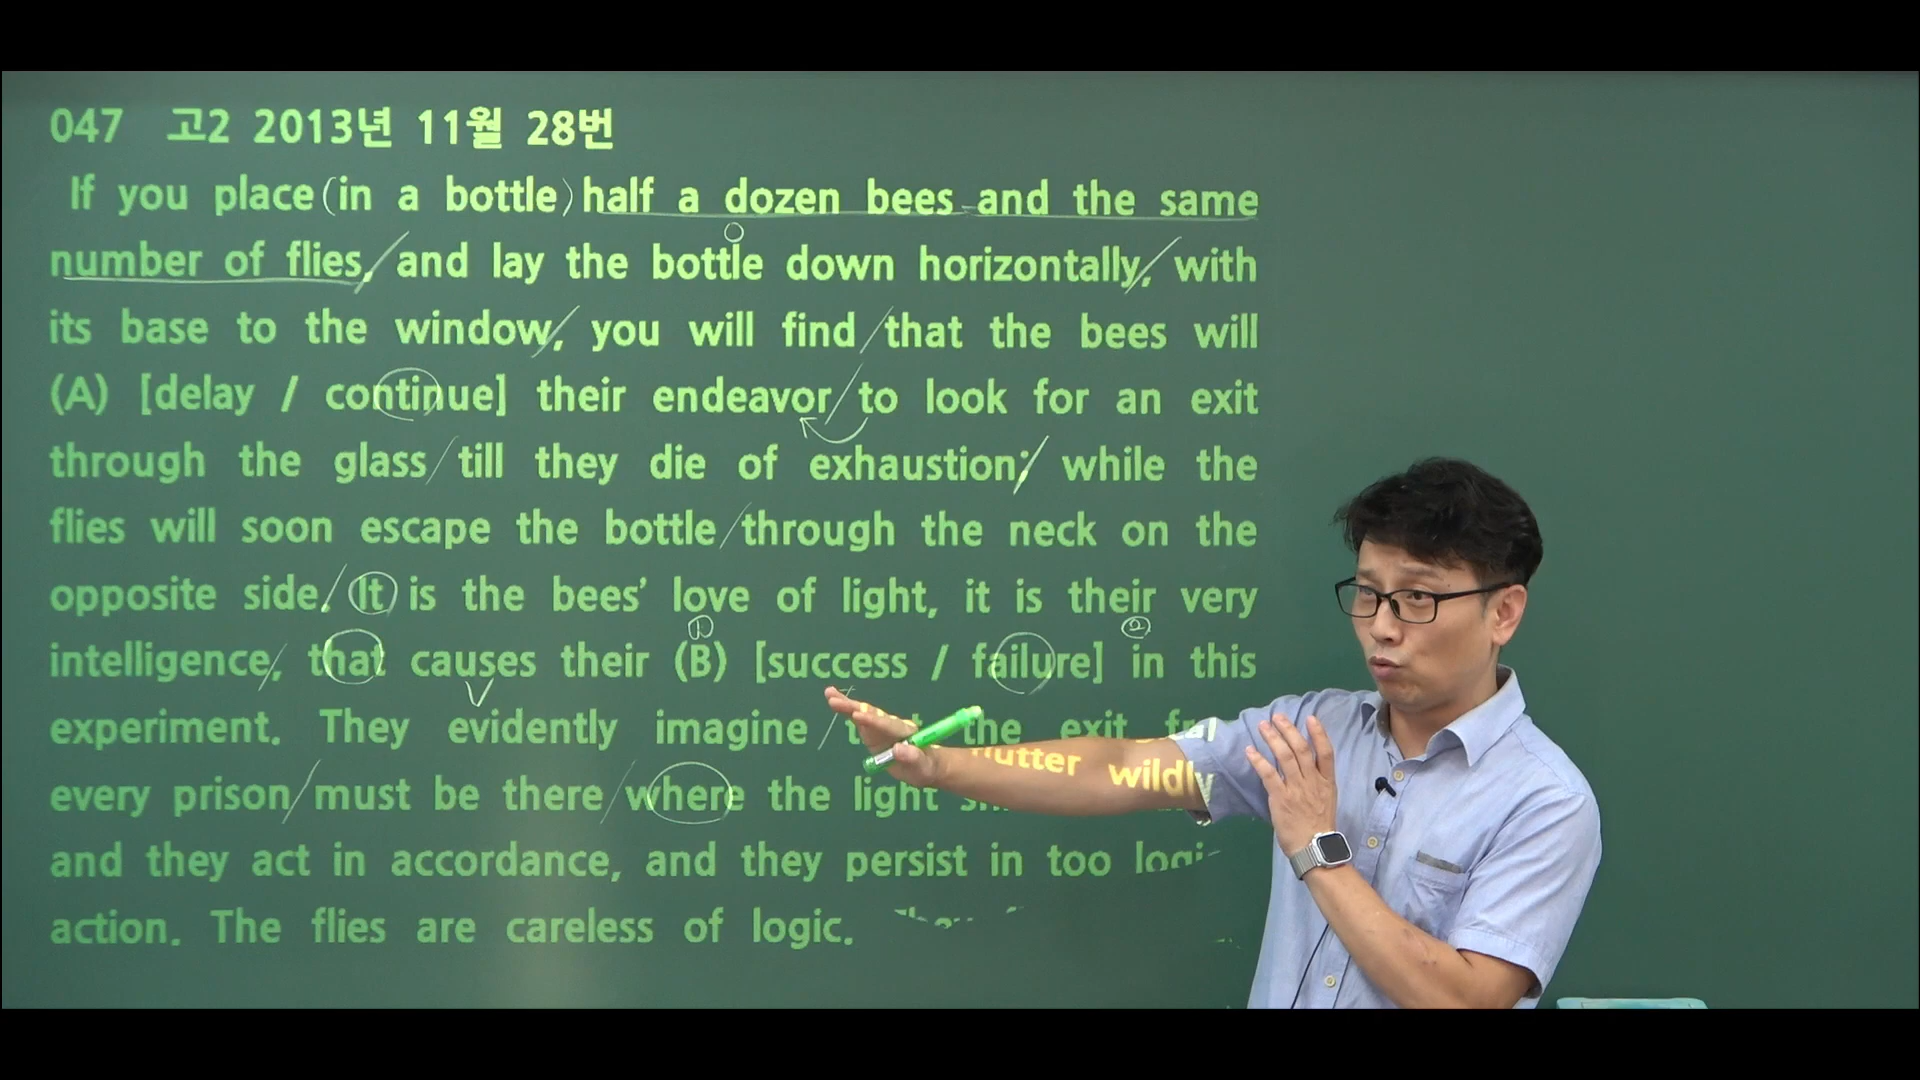 047 고2 2013년 11월 28번
If you place (in a bottle) half a dozen bees and the same
number of flies, and lay the bottle down horizontally, with
its base to the window, you will find that the bees will
(A) [delay / continue] their endeavor to look for an exit
through the glass till they die of exhaustion; while the
flies will soon escape the bottle through the neck on the
opposite side. It is the bees’ love of light, it is their very
① ②
intelligence, that causes their (B) [success / failure] in this
experiment. They evidently imagine the exit
every prison must be there where the light
flutter wildly
and they act in accordance, and they persist in too
action. The flies are careless of logic.